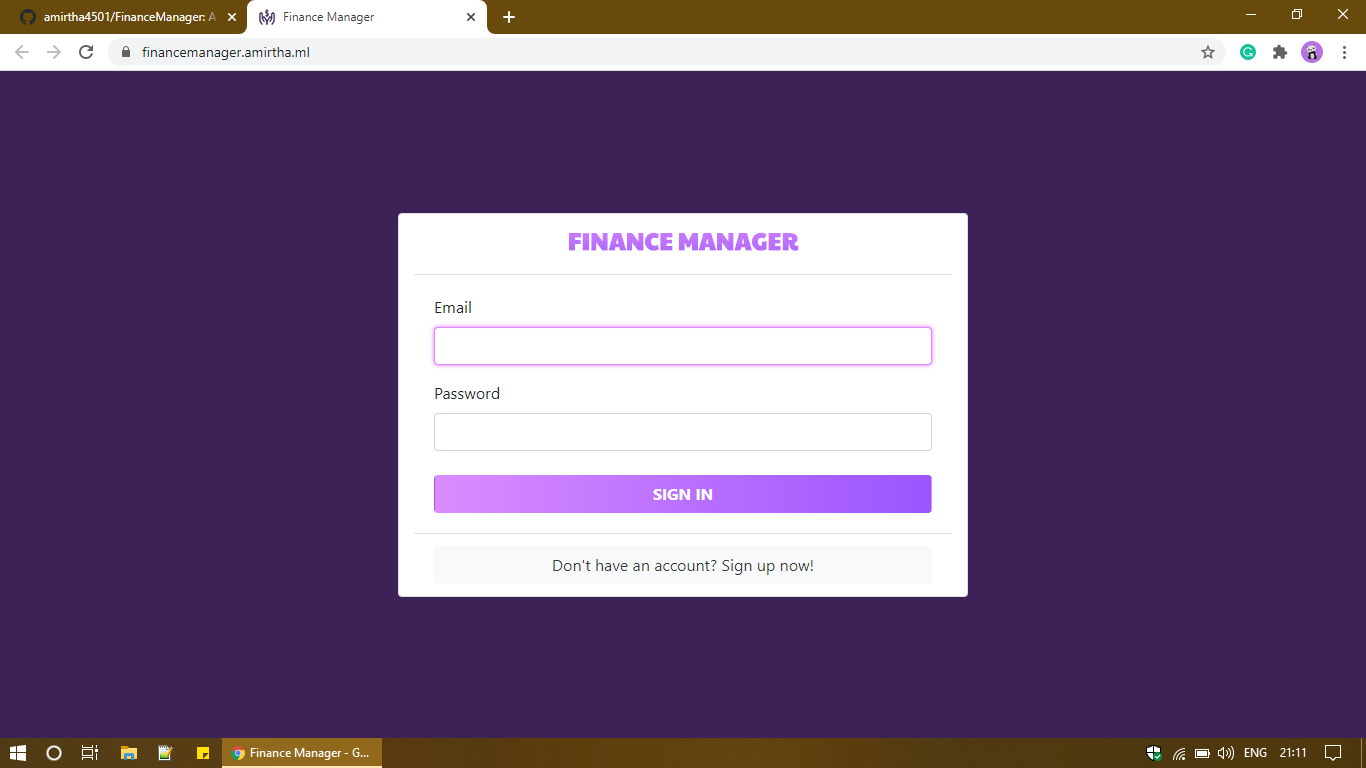 amirtha4501/FinanceManager: A
Finance Manager
financemanager.amirtha.ml
FINANCE MANAGER
Email
Password
SIGN IN
Don't have an account? Sign up now!
Finance Manager - G...
ENG
21:11